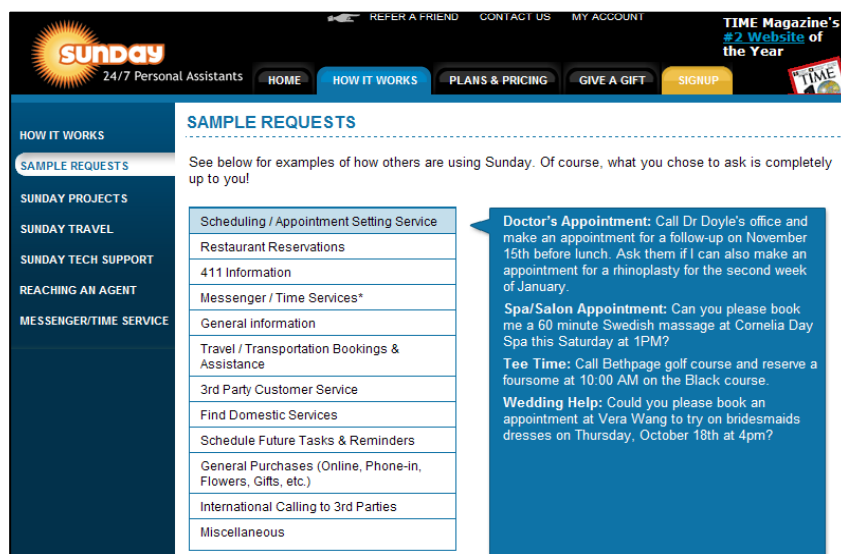 REFER A FRIEND CONTACT US MY ACCOUNT
TIME Magazine's
#2 Website of
the Year
SUNDAY
24/7 Personal Assistants
HOME HOW IT WORKS PLANS & PRICING GIVE A GIFT SIGNUP
TIME
HOW IT WORKS
SAMPLE REQUESTS
SUNDAY PROJECTS
SUNDAY TRAVEL
SUNDAY TECH SUPPORT
REACHING AN AGENT
MESSENGER/TIME SERVICE
SAMPLE REQUESTS
See below for examples of how others are using Sunday. Of course, what you chose to ask is completely
up to you!
Scheduling / Appointment Setting Service
Restaurant Reservations
411 Information
Messenger / Time Services*
General information
Travel / Transportation Bookings &
Assistance
3rd Party Customer Service
Find Domestic Services
Schedule Future Tasks & Reminders
General Purchases (Online, Phone-in,
Flowers, Gifts, etc.)
International Calling to 3rd Parties
Miscellaneous
Doctor's Appointment: Call Dr Doyle's office and
make an appointment for a follow-up on November
15th before lunch. Ask them if I can also make an
appointment for a rhinoplasty for the second week
of January.
Spa/Salon Appointment: Can you please book
me a 60 minute Swedish massage at Cornelia Day
Spa this Saturday at 1PM?
Tee Time: Call Bethpage golf course and reserve a
foursome at 10:00 AM on the Black course.
Wedding Help: Could you please book an
appointment at Vera Wang to try on bridesmaids
dresses on Thursday, October 18th at 4pm?